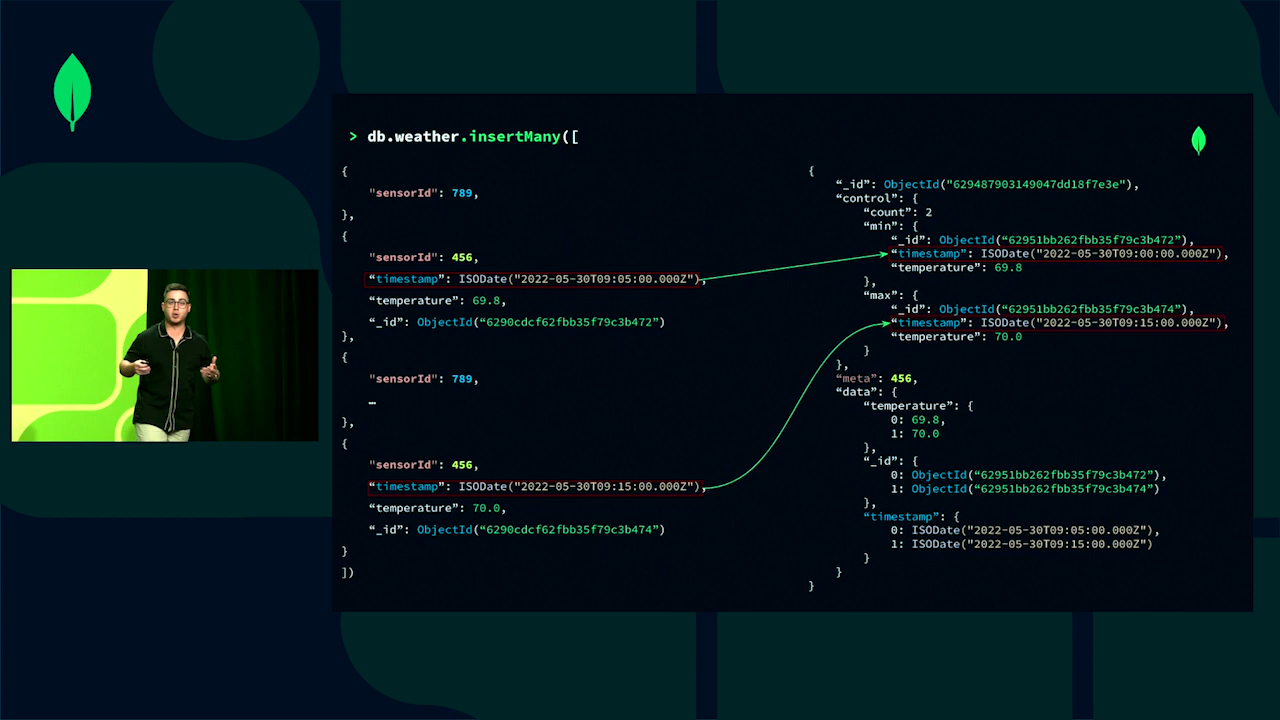 > db.weather.insertMany([
{
"sensorId": 789,
},
{
"sensorId": 456,
“timestamp”: ISODate("2022-05-30T09:05:00.000Z"),
“temperature”: 69.8,
“_id”: ObjectId(“6290cdcf62fbb35f79c3b472”)
},
{
"sensorId": 789,
…
},
{
"sensorId": 456,
“timestamp”: ISODate("2022-05-30T09:15:00.000Z"),
“temperature”: 70.0,
“_id”: ObjectId(“6290cdcf62fbb35f79c3b474”)
}
])
{
“_id”: ObjectId("629487903149047dd18f7e3e"),
“control”: {
“count”: 2
“min”: {
“_id”: ObjectId(“62951bb262fbb35f79c3b472”),
“timestamp”: ISODate("2022-05-30T09:00:00.000Z"),
“temperature”: 69.8
},
“max”: {
“_id”: ObjectId(“62951bb262fbb35f79c3b474”),
“timestamp”: ISODate("2022-05-30T09:15:00.000Z"),
“temperature”: 70.0
}
},
“meta”: 456,
“data”: {
“temperature”: {
0: 69.8,
1: 70.0
},
“_id”: {
0: ObjectId(“62951bb262fbb35f79c3b472”),
1: ObjectId(“62951bb262fbb35f79c3b474”)
},
“timestamp”: {
0: ISODate("2022-05-30T09:05:00.000Z"),
1: ISODate("2022-05-30T09:15:00.000Z")
}
}
}